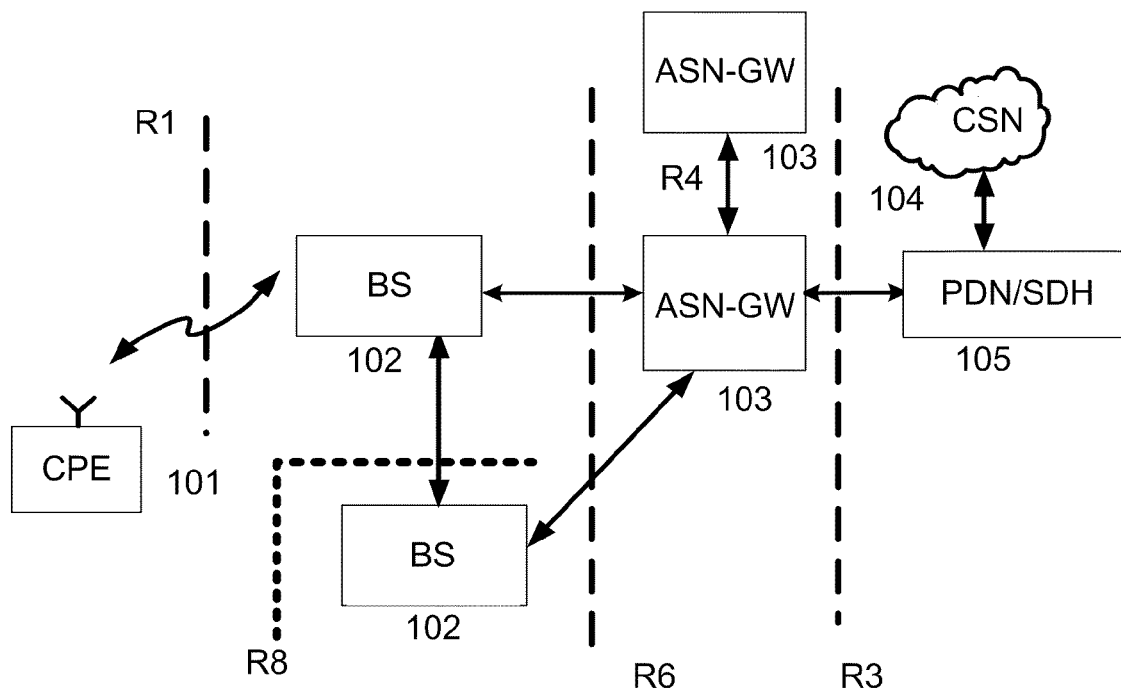 ASN-GW
103
R1
CSN
R4
104
BS
102
ASN-GW
103
PDN/SDH
105
CPE
101
BS
102
R8
R6
R3